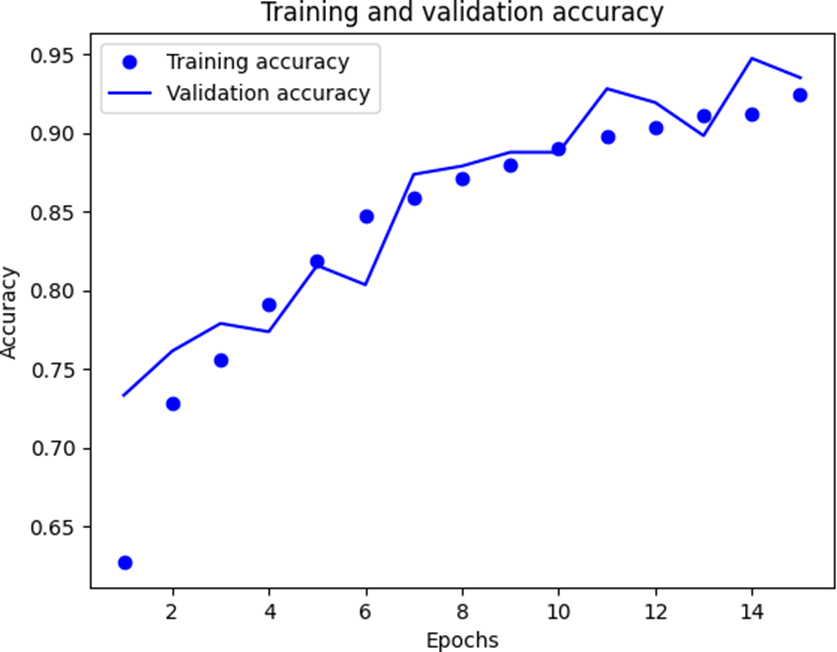 Training and validation accuracy
Training accuracy
Validation accuracy
Accuracy
0.95
0.90
0.85
0.80
0.75
0.70
0.65
2 4 6 8 10 12 14
Epochs